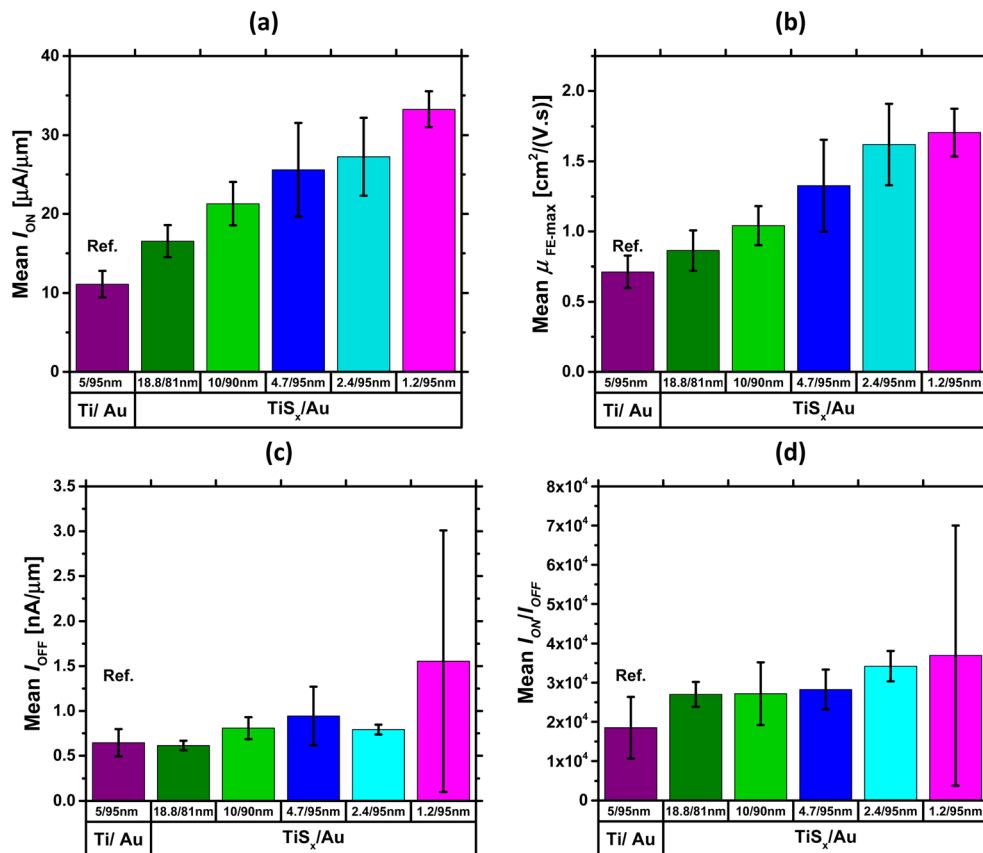 (a)
40
30
20
10
0
Mean I_ON [µA/µm]
Ref.
5/95nm 18.8/81nm 10/90nm 4.7/95nm 2.4/95nm 1.2/95nm
Ti/ Au TiSₓ/Au
(b)
2.0
1.5
1.0
0.5
0.0
Mean µ FE-max [cm²/(V.s)]
Ref.
5/95nm 18.8/81nm 10/90nm 4.7/95nm 2.4/95nm 1.2/95nm
Ti/ Au TiSₓ/Au
(c)
3.5
3.0
2.5
2.0
1.5
1.0
0.5
0.0
Mean I_OFF [nA/µm]
Ref.
5/95nm 18.8/81nm 10/90nm 4.7/95nm 2.4/95nm 1.2/95nm
Ti/ Au TiSₓ/Au
(d)
8x10⁴
7x10⁴
6x10⁴
5x10⁴
4x10⁴
3x10⁴
2x10⁴
1x10⁴
0
Mean I_ON/I_OFF
Ref.
5/95nm 18.8/81nm 10/90nm 4.7/95nm 2.4/95nm 1.2/95nm
Ti/ Au TiSₓ/Au